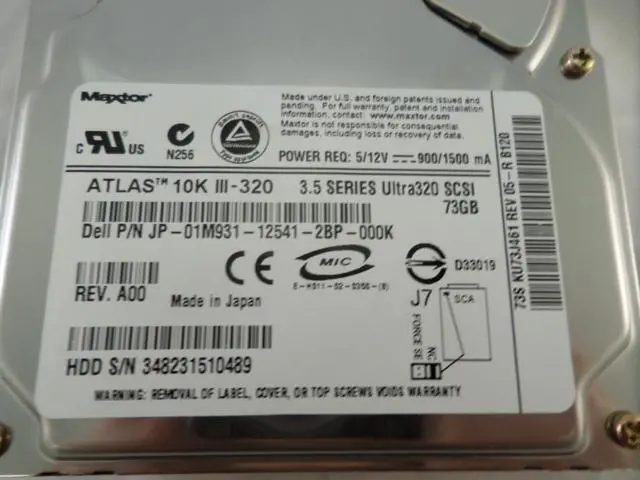 Maxtor
Made under U.S. and foreign patents issued and
pending. For full warranty, patent and installation
information, contact: www.maxtor.com
Maxtor is not responsible for consequential
damages, including loss or recovery of data.
C UR US
N256
POWER REQ: 5/12V 900/1500 mA
ATLAS™ 10K III-320
3.5 SERIES Ultra320 SCSI
73GB
Dell P/N JP-01M931-12541-2BP-000K
REV. A00
Made in Japan
CE
MIC
D33019
J7
SCA
FORCE SE
NG
HDD S/N 348231510489
WARNING: REMOVAL OF LABEL, COVER, OR TOP SCREWS VOIDS WARRANTY
73S KU73J461 REV 05-R 6120